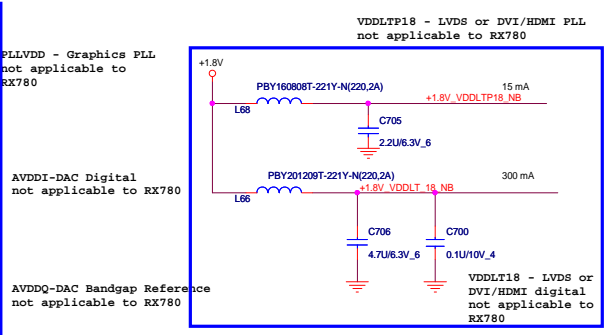 VDDLTP18 - LVDS or DVI/HDMI PLL
not applicable to RX780
PLLVDD - Graphics PLL
not applicable to
RX780
+1.8V
PBY160808T-221Y-N(220,2A)
15 mA
+1.8V_VDDLTP18_NB
L68
C705
2.2U/6.3V_6
AVDDI-DAC Digital
not applicable to RX780
PBY201209T-221Y-N(220,2A)
300 mA
+1.8V_VDDLT_18_NB
L66
C706
4.7U/6.3V_6
C700
0.1U/10V_4
AVDDQ-DAC Bandgap Reference
not applicable to RX780
VDDLT18 - LVDS or
DVI/HDMI digital
not applicable to
RX780